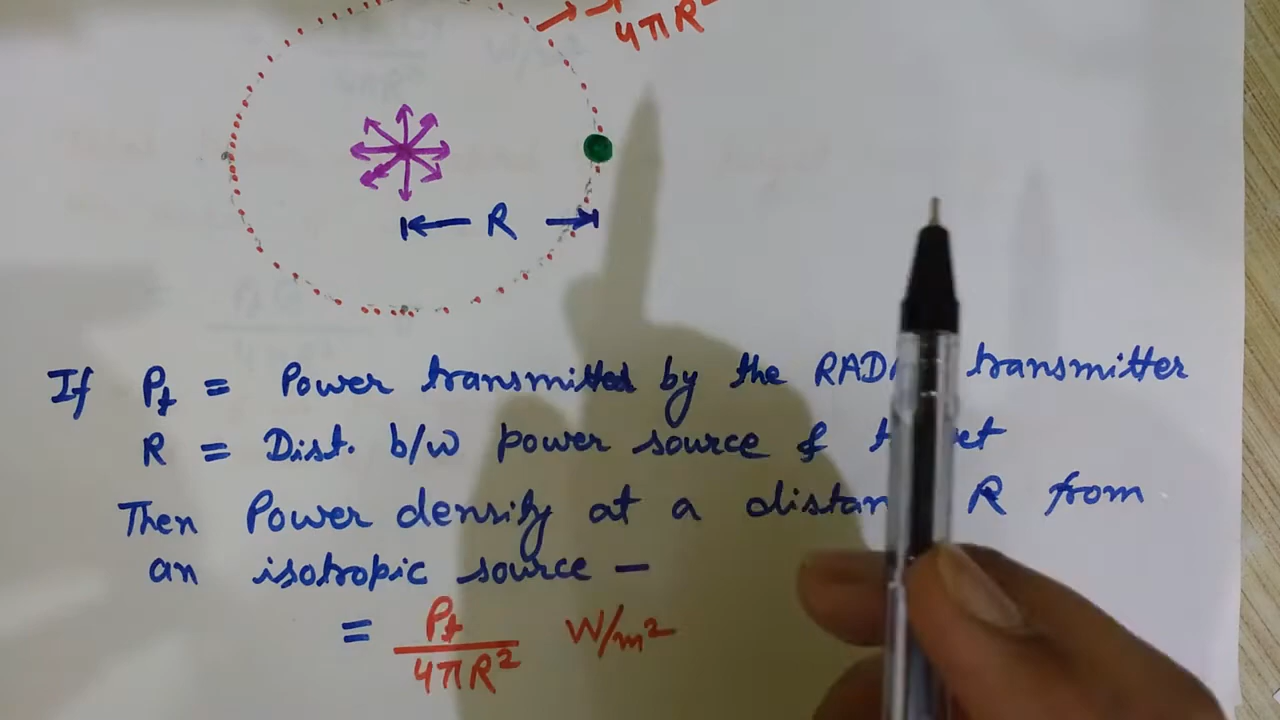 4πR²
R
If Pt = Power transmitted by the RADA transmitter
R = Dist. b/w power source & t et
Then Power density at a distan R from
an isotropic source —
= Pt / 4πR² W/m²